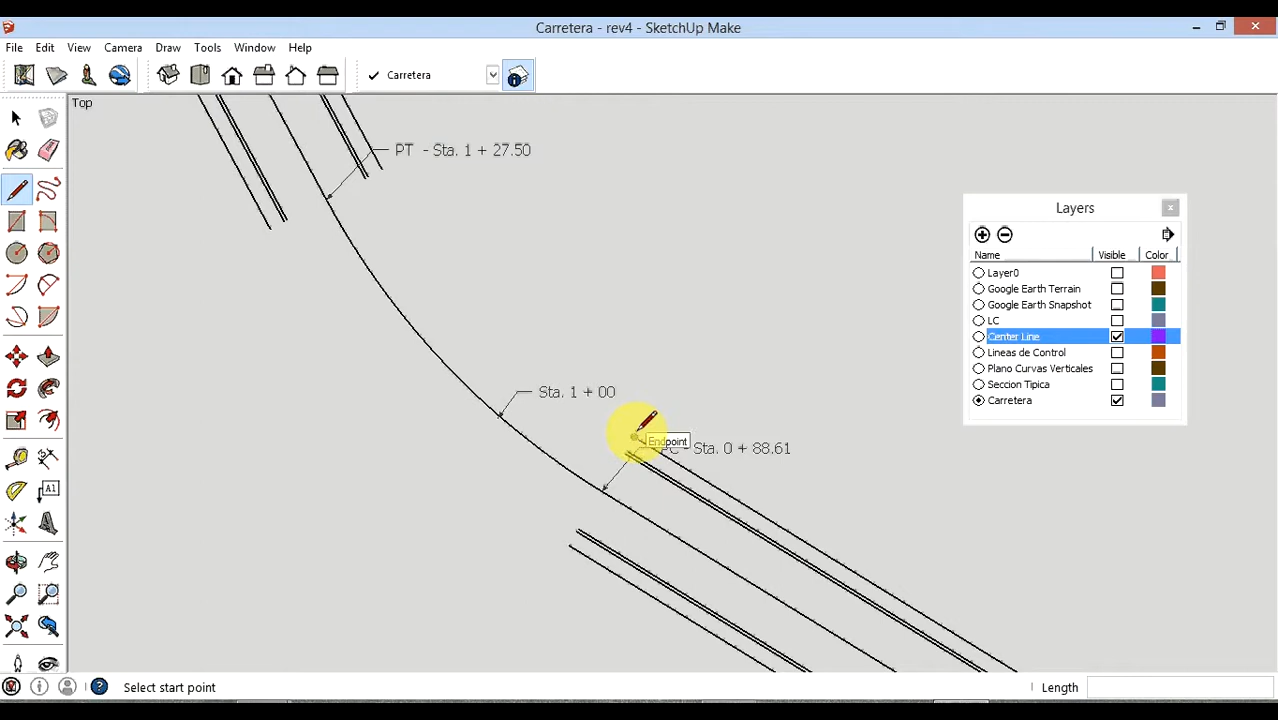 Carretera - rev4 - SketchUp Make
File Edit View Camera Draw Tools Window Help
Carretera
Top
PT - Sta. 1 + 27.50
Layers
Name Visible Color
Layer0
Google Earth Terrain
Google Earth Snapshot
LC
Center Line
Lineas de Control
Plano Curvas Verticales
Seccion Tipica
Carretera
Sta. 1 + 00
Endpoint
PC - Sta. 0 + 88.61
A1
Select start point
Length